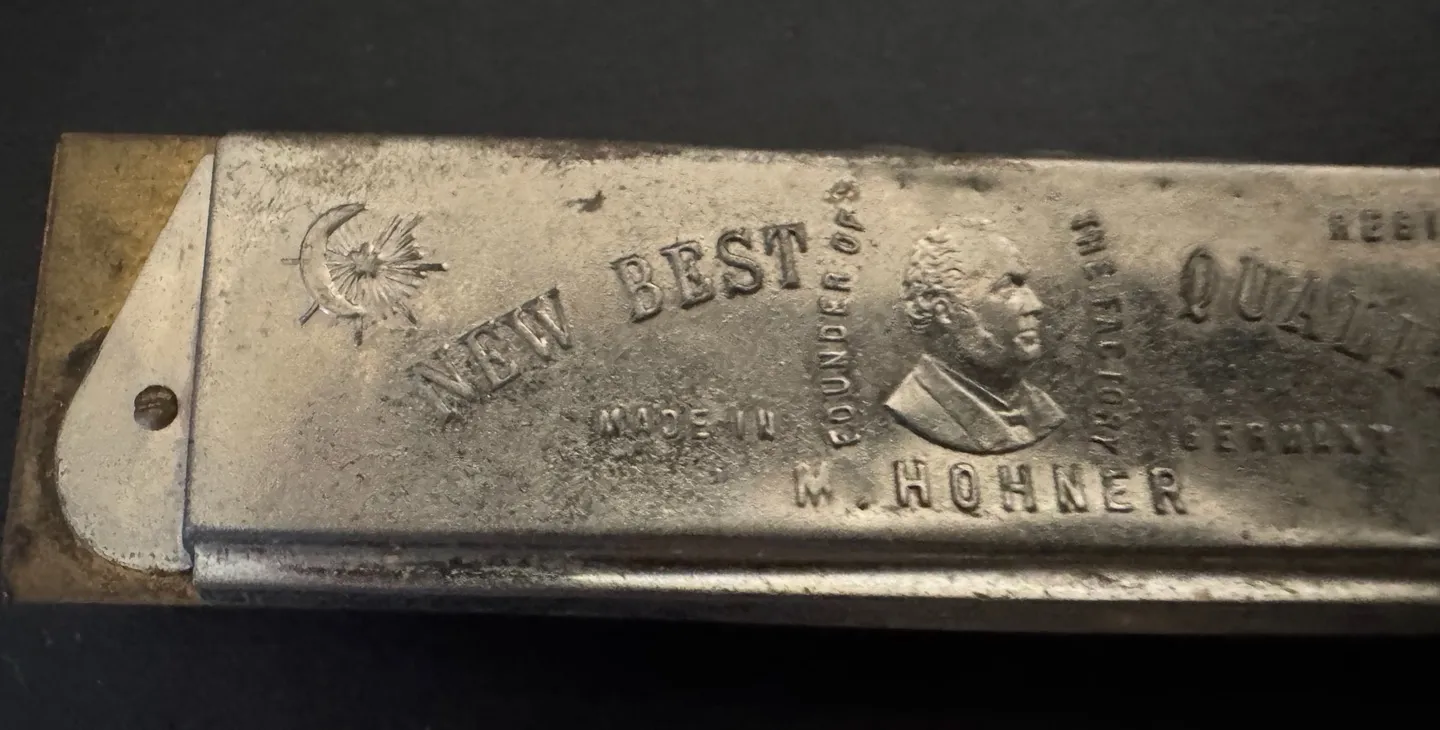 NEW BEST
FOUNDER OF
THE FACTORY
MADE IN
GERMANY
M. HOHNER